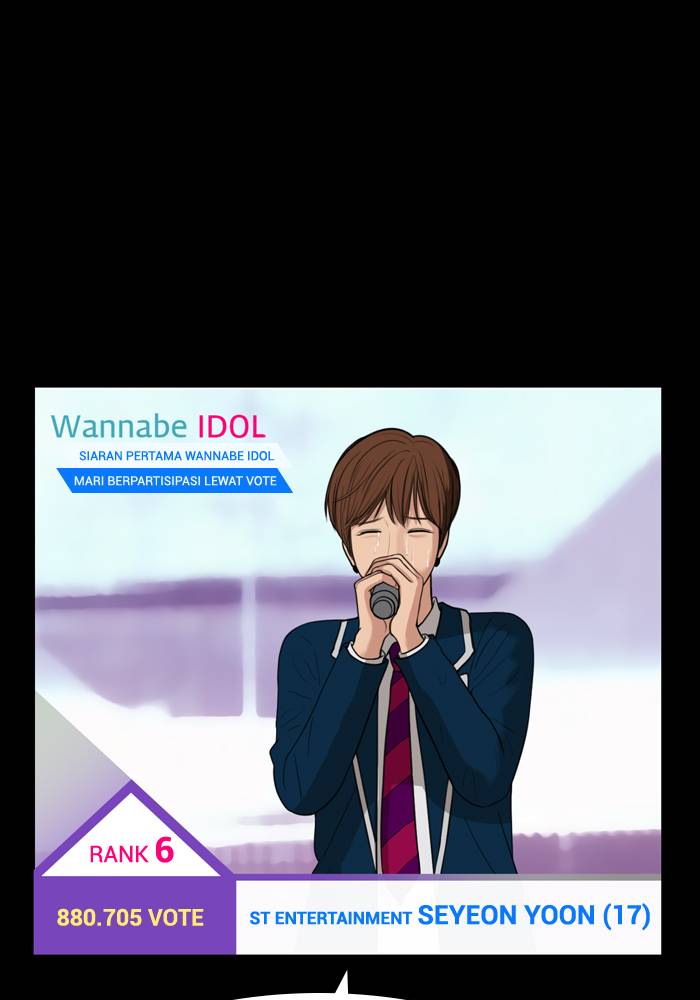 Wannabe IDOL
SIARAN PERTAMA WANNABE IDOL
MARI BERPARTISIPASI LEWAT VOTE
RANK 6
880.705 VOTE
ST ENTERTAINMENT SEYEON YOON (17)